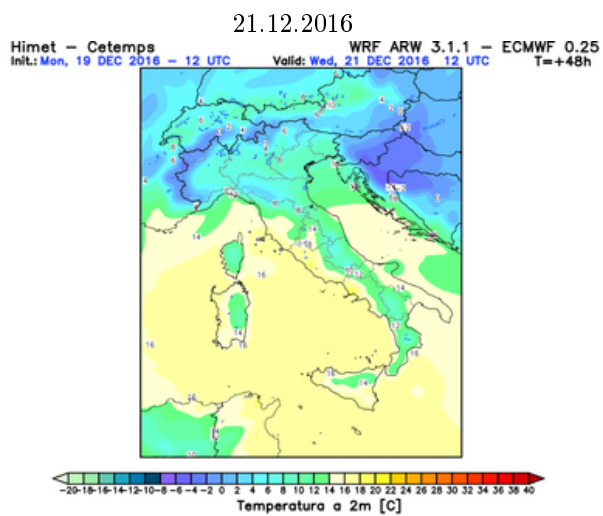 21.12.2016
Himet – Cetemps WRF ARW 3.1.1 – ECMWF 0.25
Init.: Mon, 19 DEC 2016 – 12 UTC Valid: Wed, 21 DEC 2016 12 UTC T=+48h
-20-18-16-14-12-10-8 -6 -4 -2 0 2 4 6 8 10 12 14 16 18 20 22 24 26 28 30 32 34 36 38 40
Temperatura a 2m [C]